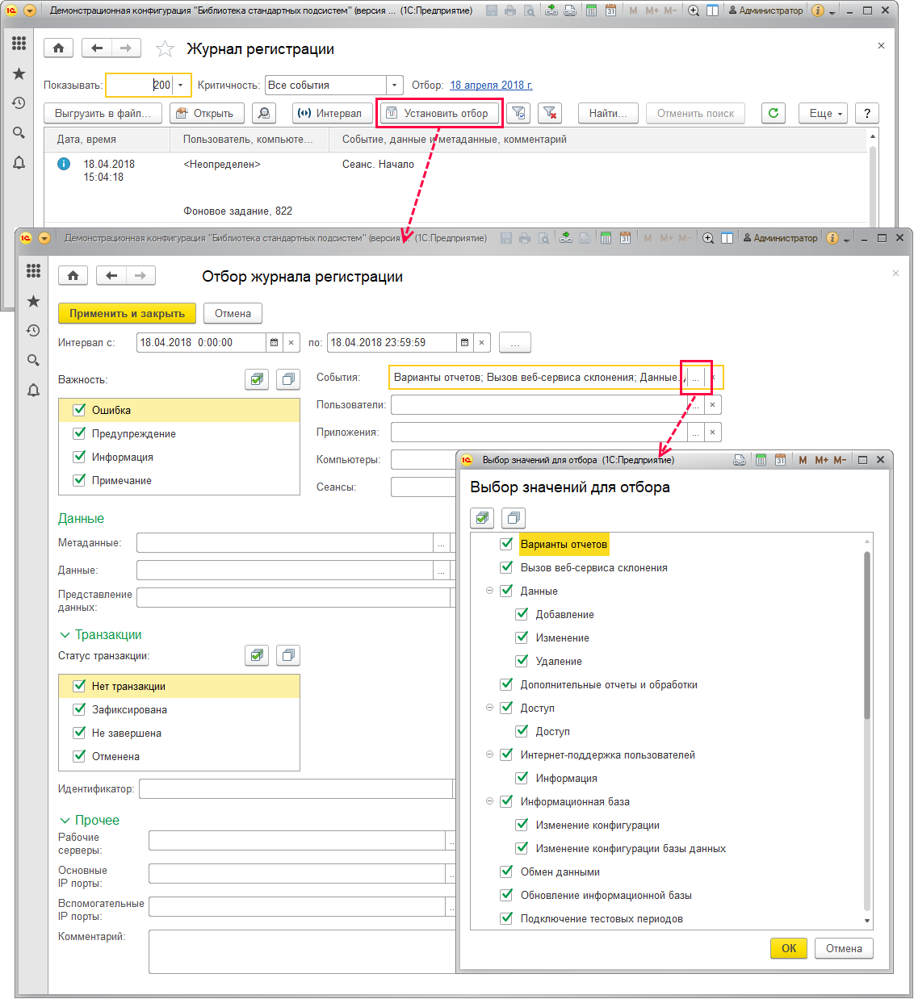 Демонстрационная конфигурация "Библиотека стандартных подсистем" (версия ... (1С:Предприятие)
M M+ M-
Администратор
Журнал регистрации
Показывать: 200
Критичность: Все события
Отбор: 18 апреля 2018 г.
Выгрузить в файл... Открыть Интервал Установить отбор Найти... Отменить поиск Еще ?
Дата, время Пользователь, компьюте... Событие, данные и метаданные, комментарий
18.04.2018 <Неопределен> Сеанс. Начало
15:04:18
Фоновое задание, 822
Демонстрационная конфигурация "Библиотека стандартных подсистем" (версия (1С:Предприятие)
M M+ M-
Администратор
Отбор журнала регистрации
Применить и закрыть Отмена
Интервал с: 18.04.2018 0:00:00 по: 18.04.2018 23:59:59 ...
Важность:
Ошибка
Предупреждение
Информация
Примечание
События: Варианты отчетов; Вызов веб-сервиса склонения; Данные. ...
Пользователи: ...
Приложения: ...
Компьютеры:
Сеансы:
Данные
Метаданные: ...
Данные: ...
Представление
данных:
Транзакции
Статус транзакции:
Нет транзакции
Зафиксирована
Не завершена
Отменена
Идентификатор:
Прочее
Рабочие
серверы:
Основные
IP порты:
Вспомогательные
IP порты:
Комментарий:
Выбор значений для отбора (1С:Предприятие)
M M+ M-
Выбор значений для отбора
Варианты отчетов
Вызов веб-сервиса склонения
Данные
Добавление
Изменение
Удаление
Дополнительные отчеты и обработки
Доступ
Доступ
Интернет-поддержка пользователей
Информация
Информационная база
Изменение конфигурации
Изменение конфигурации базы данных
Обмен данными
Обновление информационной базы
Подключение тестовых периодов
ОК Отмена